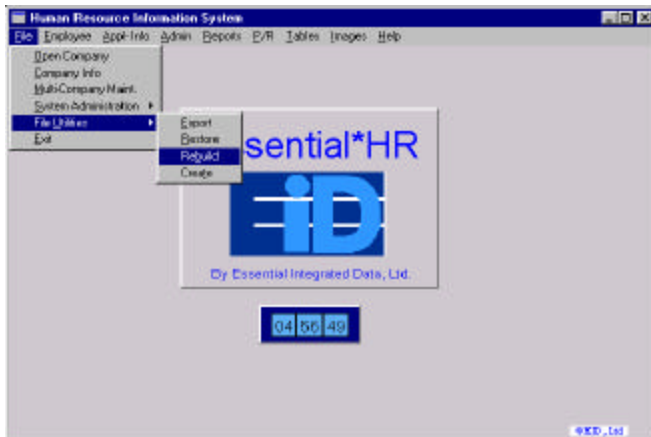 Human Resource Information System
File Employee Appl-Info Admin Reports P/R Tables Images Help
Open Company
Company Info
Multi-Company Maint.
System Administration
File Utilities
Exit
Export
Restore
Rebuild
Create
sential*HR
iD
By Essential Integrated Data, Ltd.
04 56 49
©EID,Ltd